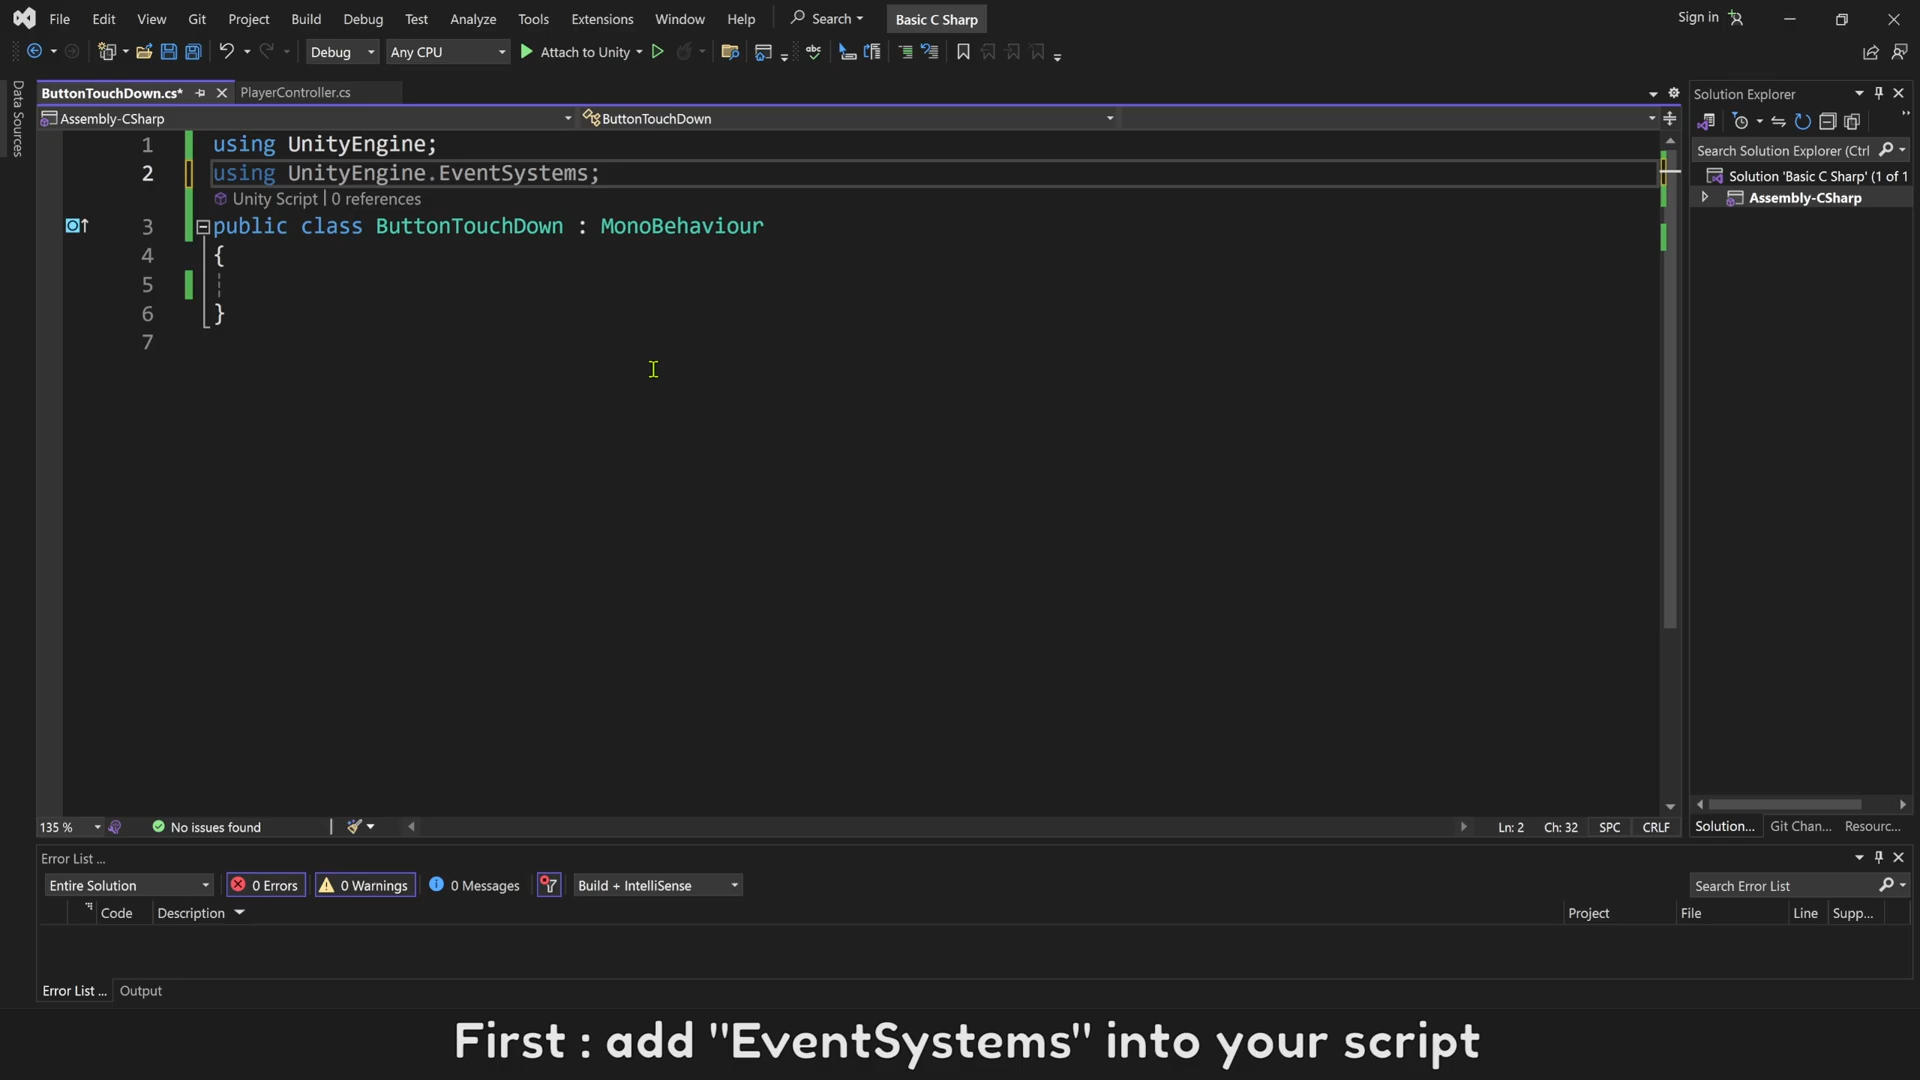 File Edit View Git Project Build Debug Test Analyze Tools Extensions Window Help Search Basic C Sharp Sign in
Debug Any CPU Attach to Unity
Data Sources
ButtonTouchDown.cs* PlayerController.cs
Assembly-CSharp ButtonTouchDown
1 using UnityEngine;
2 using UnityEngine.EventSystems;
Unity Script | 0 references
3 public class ButtonTouchDown : MonoBehaviour
4 {
5
6 }
7
135 % No issues found Ln: 2 Ch: 32 SPC CRLF
Solution Explorer
Search Solution Explorer (Ctrl
Solution 'Basic C Sharp' (1 of 1
Assembly-CSharp
Solution... Git Chan... Resourc...
Error List ...
Entire Solution 0 Errors 0 Warnings 0 Messages Build + IntelliSense Search Error List
Code Description Project File Line Supp...
Error List ... Output
First : add "EventSystems" into your script